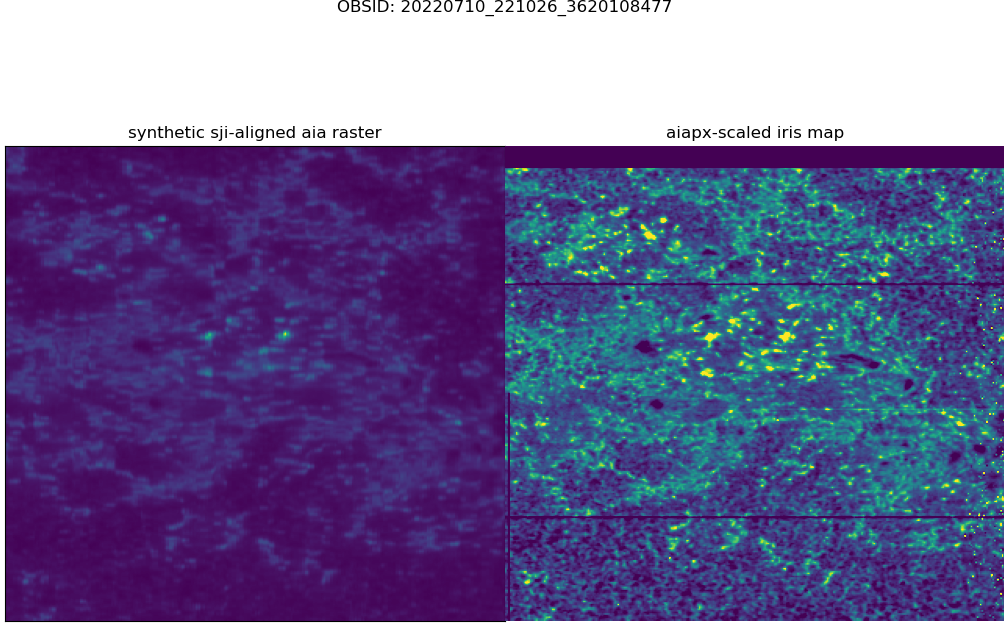 OBSID: 20220710_221026_3620108477
synthetic sji-aligned aia raster
aiapx-scaled iris map